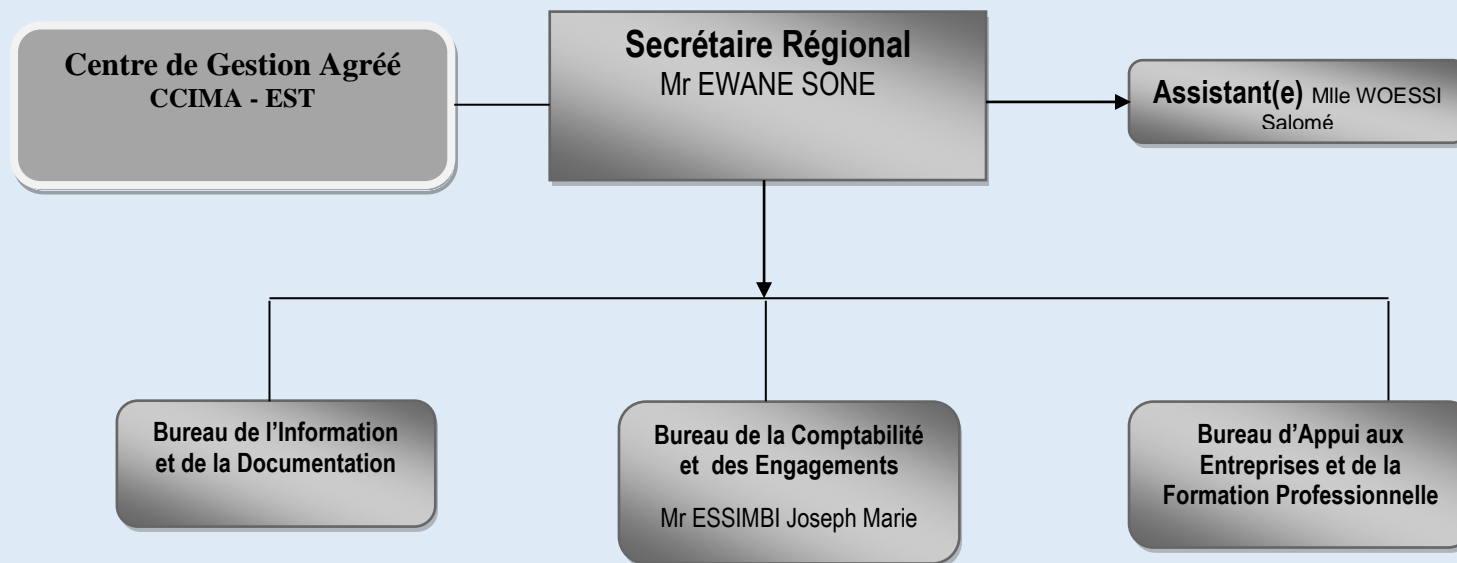 Centre de Gestion Agréé
CCIMA - EST
Secrétaire Régional
Mr EWANE SONE
Assistant(e) Mlle WOESSI
Salomé
Bureau de l’Information
et de la Documentation
Bureau de la Comptabilité
et des Engagements
Mr ESSIMBI Joseph Marie
Bureau d’Appui aux
Entreprises et de la
Formation Professionnelle